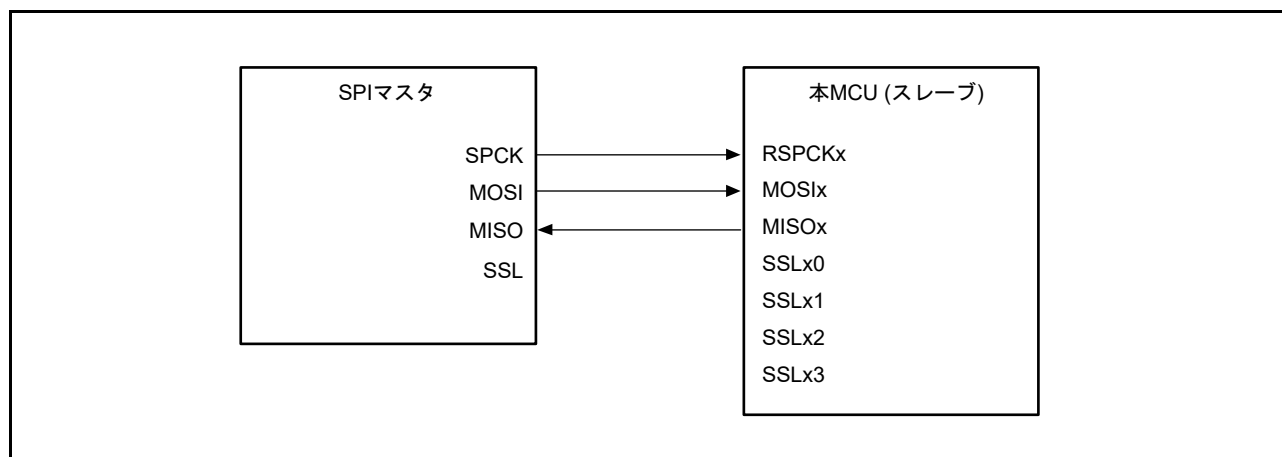 SPIマスタ
SPCK
MOSI
MISO
SSL
本MCU (スレーブ)
RSPCKx
MOSIx
MISOx
SSLx0
SSLx1
SSLx2
SSLx3